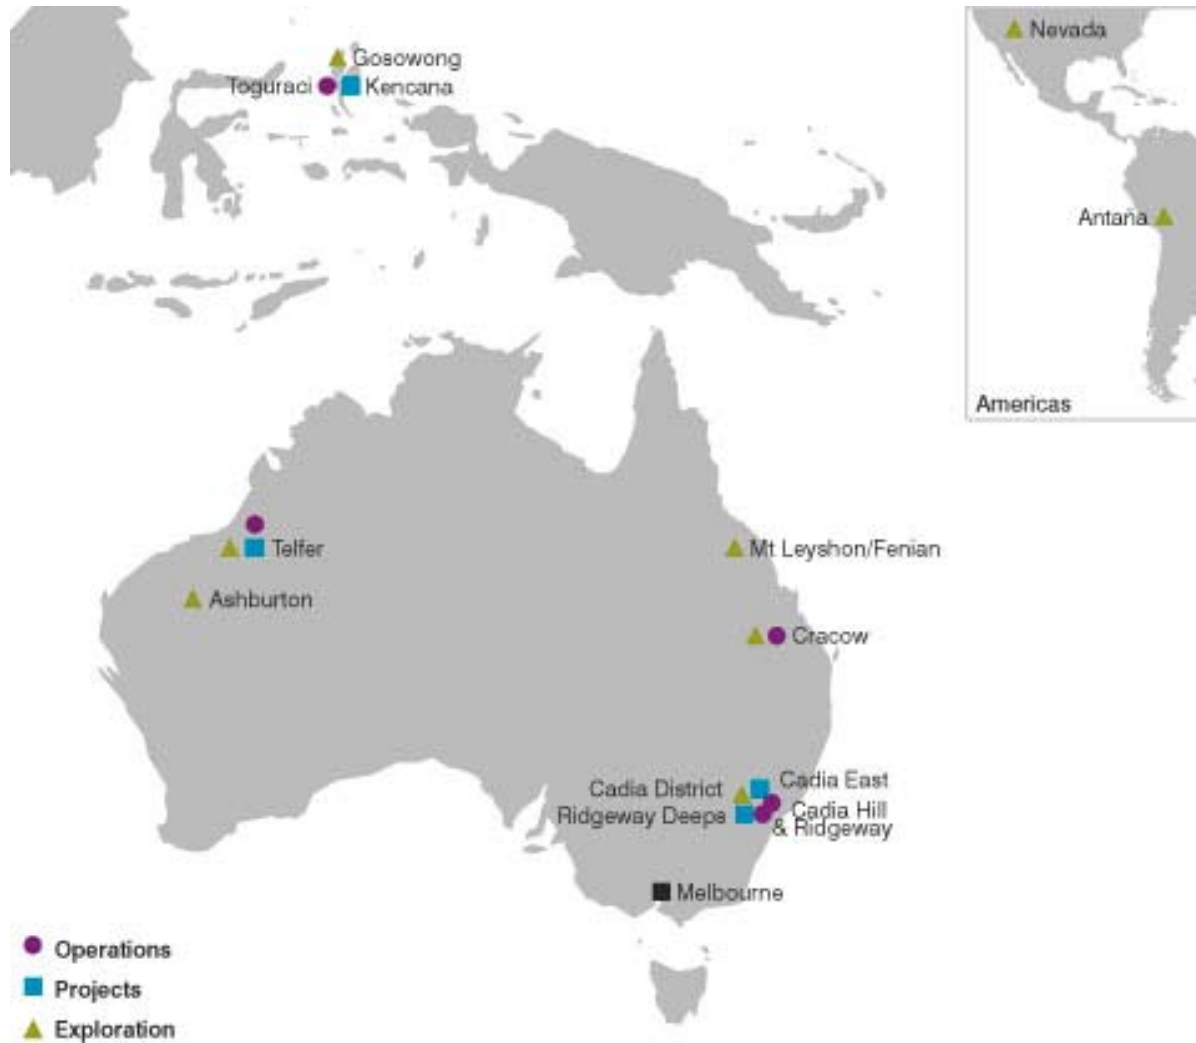 Nevada
Gosowong
Toguraci
Kencana
Antaña
Americas
Telfer
Mt Leyshon/Fenian
Ashburton
Cracow
Cadia East
Cadia District
Cadia Hill
& Ridgeway
Ridgeway Deeps
Melbourne
Operations
Projects
Exploration